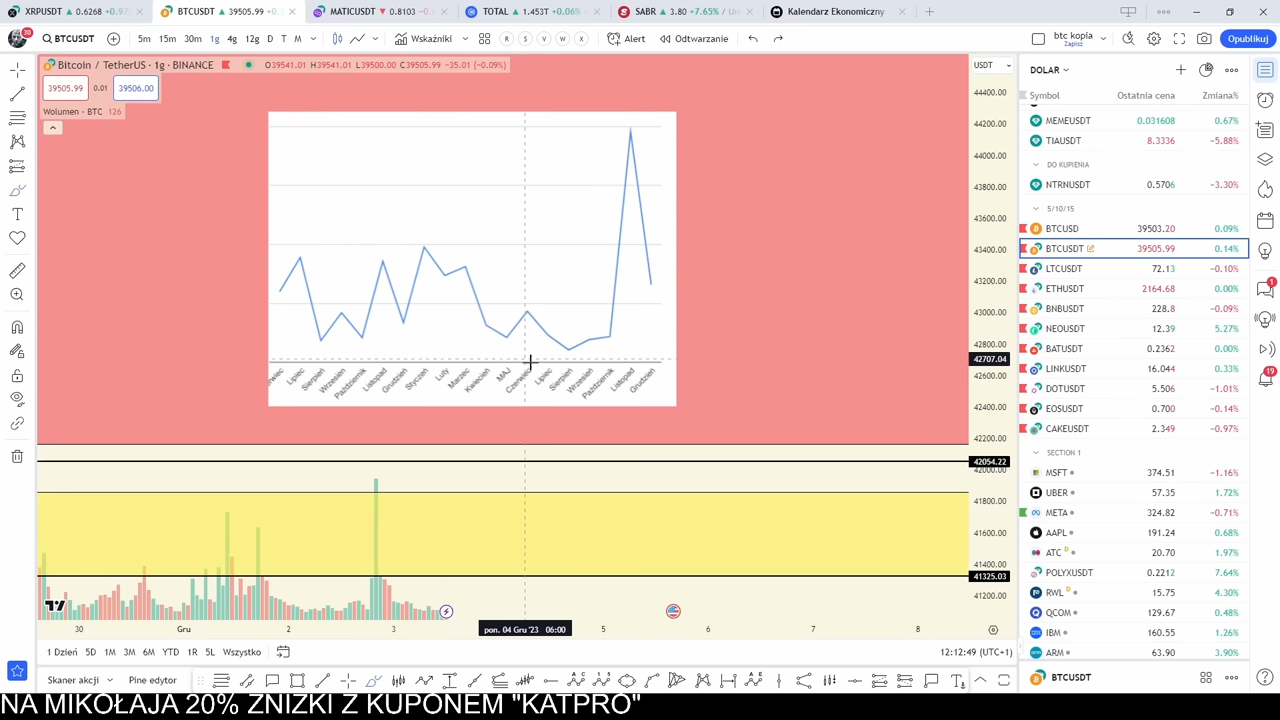 XRPUSDT ▲ 0.6268 +0.97
BTCUSDT ▲ 39505.99 +0.
MATICUSDT ▼ 0.8103 -0.
TOTAL ▲ 1.453T +0.06%
SABR ▲ 3.80 +7.65% / Un
Kalendarz Ekonomiczny
30 BTCUSDT 5m 15m 30m 1g 4g 12g D T M Wskaźniki R S V W X Alert Odtwarzanie btc kopia Zapisz Opublikuj
Bitcoin / TetherUS · 1g · BINANCE O39541.01 H39541.01 L39500.00 C39505.99 −35.01 (−0.09%)
39505.99 0.01 39506.00
Wolumen - BTC 126
USDT
44400.00
44200.00
44000.00
43800.00
43600.00
43400.00
43200.00
43000.00
42800.00
42707.04
42600.00
42400.00
42200.00
42054.22
42000.00
41800.00
41600.00
41400.00
41325.03
41200.00
Lipiec
Sierpień
Wrzesień
Październik
Listopad
Grudzień
Styczeń
Luty
Marzec
Kwiecień
MAJ
Czerwiec
Lipiec
Sierpień
Wrzesień
Październik
Listopad
Grudzień
30 Gru 2 3 pon. 04 Gru '23 06:00 5 6 7 8
1 Dzień 5D 1M 3M 6M YTD 1R 5L Wszystko 12:12:49 (UTC+1)
Skaner akcji Pine edytor
DOLAR
Symbol Ostatnia cena Zmiana%
MEMEUSDT 0.031608 0.67%
TIAUSDT 8.3336 −5.88%
DO KUPIENIA
NTRNUSDT 0.5706 −3.30%
5/10/15
BTCUSD 39503.20 0.09%
BTCUSDT 39505.99 0.14%
LTCUSDT 72.13 −0.10%
ETHUSDT 2164.68 0.00%
BNBUSDT 228.8 −0.09%
NEOUSDT 12.39 5.27%
BATUSDT 0.2362 0.00%
LINKUSDT 16.044 0.33%
DOTUSDT 5.506 −1.01%
EOSUSDT 0.700 −0.14%
CAKEUSDT 2.349 −0.97%
SECTION 1
MSFT 374.51 −1.16%
UBER 57.35 1.72%
META 324.82 −0.71%
AAPL 191.24 0.68%
ATC D 20.70 1.97%
POLYXUSDT 0.2212 7.64%
RWL D 15.75 4.30%
QCOM 129.67 0.48%
IBM 160.55 1.26%
ARM 63.90 3.90%
BTCUSDT
1
19
NA MIKOŁAJA 20% ZNIZKI Z KUPONEM "KATPRO"